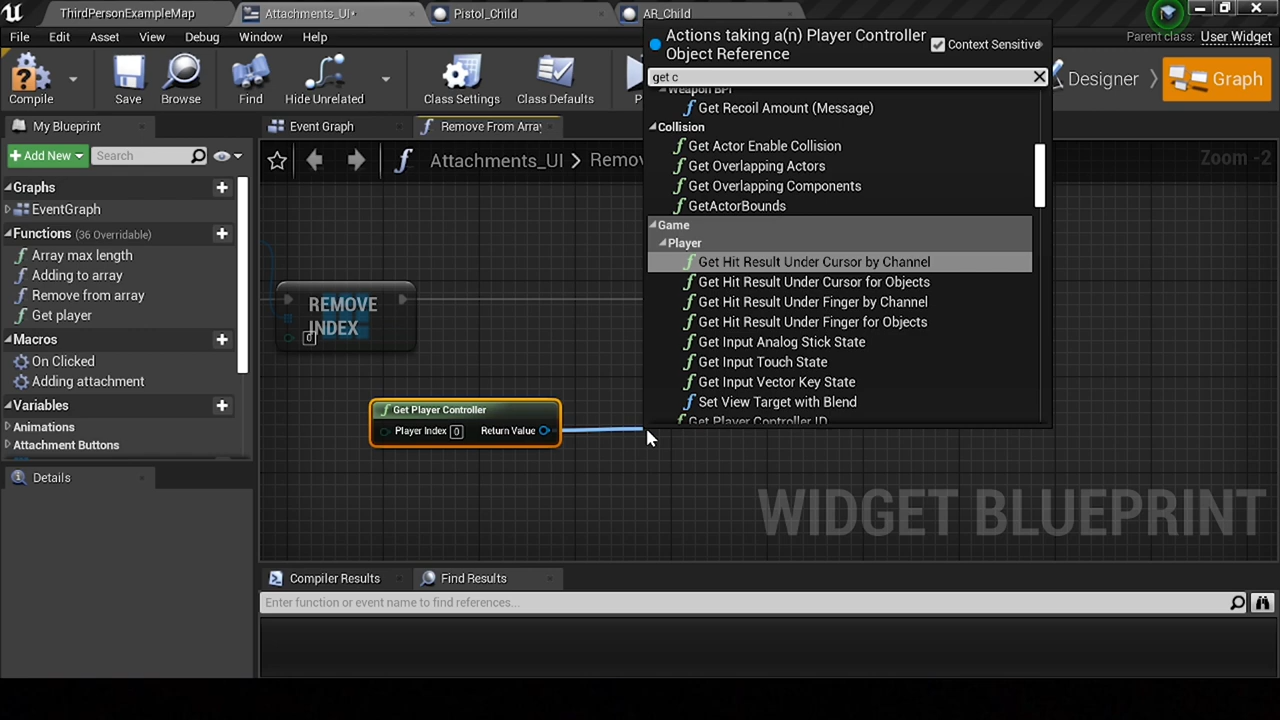 ThirdPersonExampleMap
Attachments_UI*
Pistol_Child
AR_Child
File
Edit
Asset
View
Debug
Window
Help
Parent class:
User Widget
Compile
Save
Browse
Find
Hide Unrelated
Class Settings
Class Defaults
Designer
Graph
My Blueprint
Add New
Search
Event Graph
Remove From Array
Attachments_UI > Remov
Zoom -2
Graphs
EventGraph
Functions (36 Overridable)
Array max length
Adding to array
Remove from array
Get player
Macros
On Clicked
Adding attachment
Variables
Animations
Attachment Buttons
Details
REMOVE
INDEX
0
Get Player Controller
Player Index 0
Return Value
Actions taking a(n) Player Controller
Object Reference
Context Sensitive
get c
Weapon BPI
Get Recoil Amount (Message)
Collision
Get Actor Enable Collision
Get Overlapping Actors
Get Overlapping Components
GetActorBounds
Game
Player
Get Hit Result Under Cursor by Channel
Get Hit Result Under Cursor for Objects
Get Hit Result Under Finger by Channel
Get Hit Result Under Finger for Objects
Get Input Analog Stick State
Get Input Touch State
Get Input Vector Key State
Set View Target with Blend
Get Player Controller ID
WIDGET BLUEPRINT
Compiler Results
Find Results
Enter function or event name to find references...